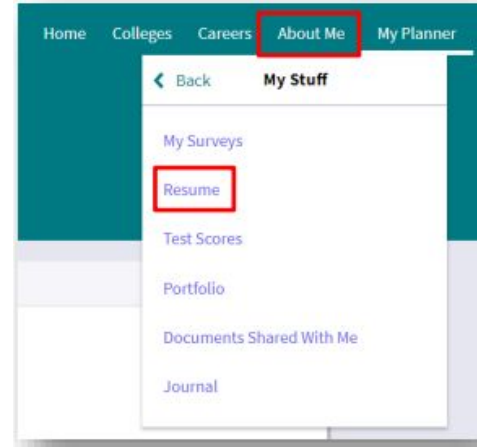 Home Colleges Careers About Me My Planner
Back My Stuff
My Surveys
Resume
Test Scores
Portfolio
Documents Shared With Me
Journal